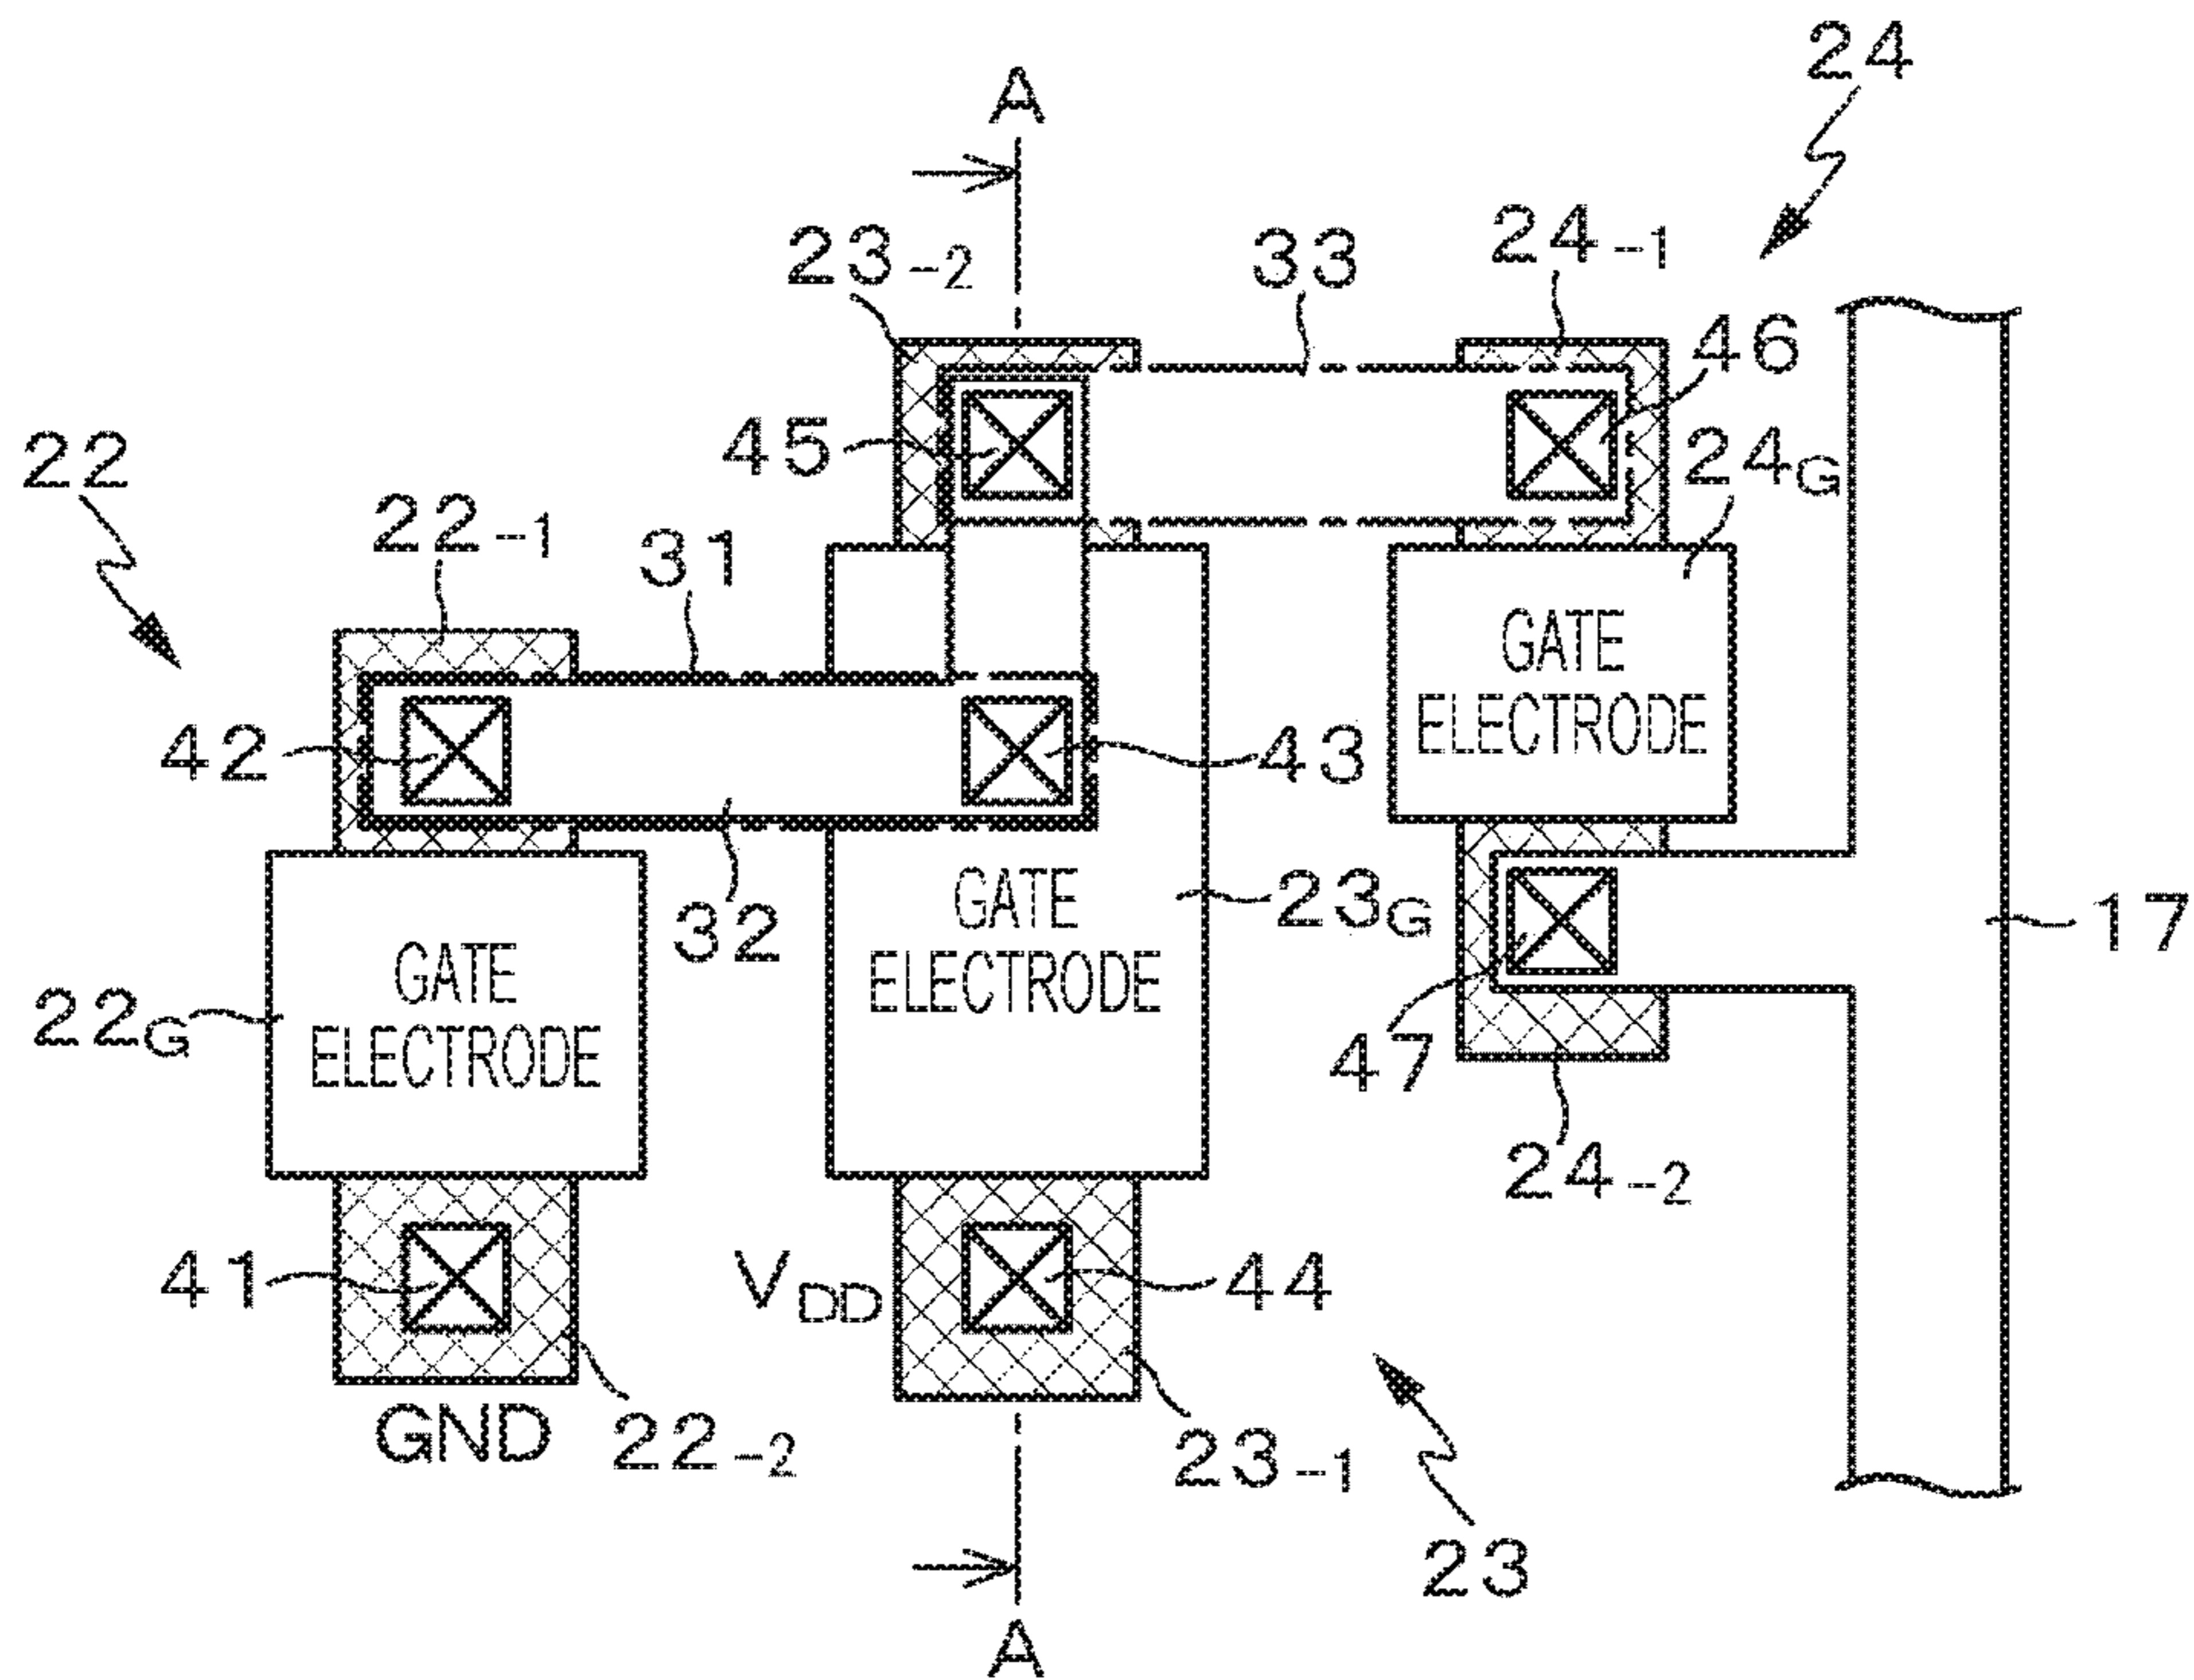 24
A
23-2
33
24-1
46
45
24G
22
22-1
31
GATE
ELECTRODE
42
43
32
GATE
ELECTRODE
23G
17
GATE
ELECTRODE
22G
47
24-2
41
VDD
44
GND
22-2
23-1
23
A